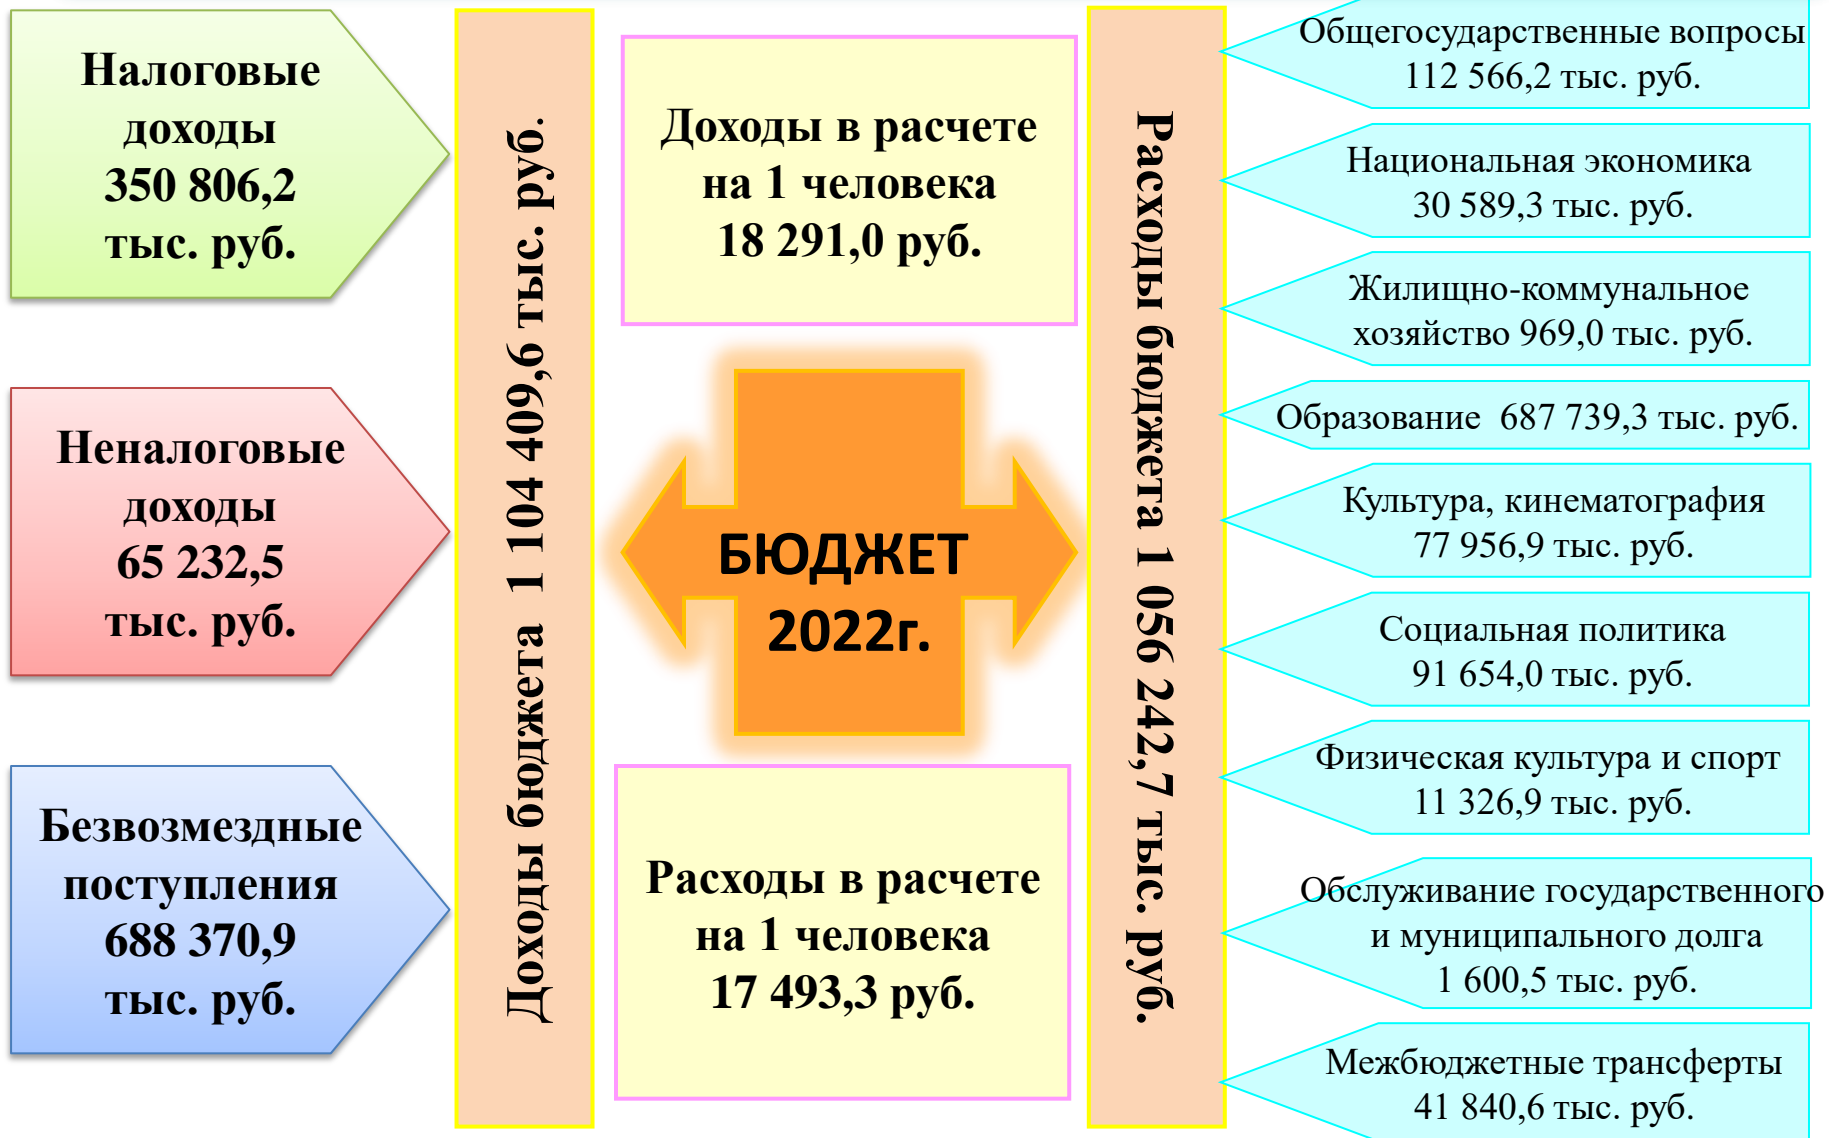 Налоговые
доходы
350 806,2
тыс. руб.
Неналоговые
доходы
65 232,5
тыс. руб.
Безвозмездные
поступления
688 370,9
тыс. руб.
Доходы бюджета 1 104 409,6 тыс. руб.
Доходы в расчете
на 1 человека
18 291,0 руб.
БЮДЖЕТ
2022г.
Расходы в расчете
на 1 человека
17 493,3 руб.
Расходы бюджета 1 056 242,7 тыс. руб.
Общегосударственные вопросы
112 566,2 тыс. руб.
Национальная экономика
30 589,3 тыс. руб.
Жилищно-коммунальное
хозяйство 969,0 тыс. руб.
Образование 687 739,3 тыс. руб.
Культура, кинематография
77 956,9 тыс. руб.
Социальная политика
91 654,0 тыс. руб.
Физическая культура и спорт
11 326,9 тыс. руб.
Обслуживание государственного
и муниципального долга
1 600,5 тыс. руб.
Межбюджетные трансферты
41 840,6 тыс. руб.